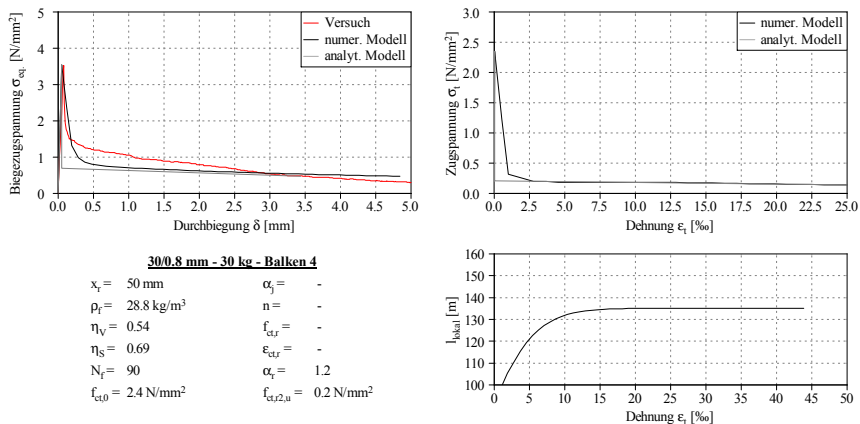 5
4
3
2
1
0
Biegezugspannung σeq. [N/mm²]
Versuch
numer. Modell
analyt. Modell
0.0 0.5 1.0 1.5 2.0 2.5 3.0 3.5 4.0 4.5 5.0
Durchbiegung δ [mm]
3.0
2.5
2.0
1.5
1.0
0.5
0.0
Zugspannung σt [N/mm²]
numer. Modell
analyt. Modell
0.0 2.5 5.0 7.5 10.0 12.5 15.0 17.5 20.0 22.5 25.0
Dehnung εt [‰]
30/0.8 mm - 30 kg - Balken 4
xr = 50 mm αj = -
ρf = 28.8 kg/m³ n = -
ηV = 0.54 fct,r = -
ηS = 0.69 εct,r = -
Nf = 90 αr = 1.2
fct,0 = 2.4 N/mm² fct,r2,u = 0.2 N/mm²
160
150
140
130
120
110
100
llokal [m]
0 5 10 15 20 25 30 35 40 45 50
Dehnung εt [‰]